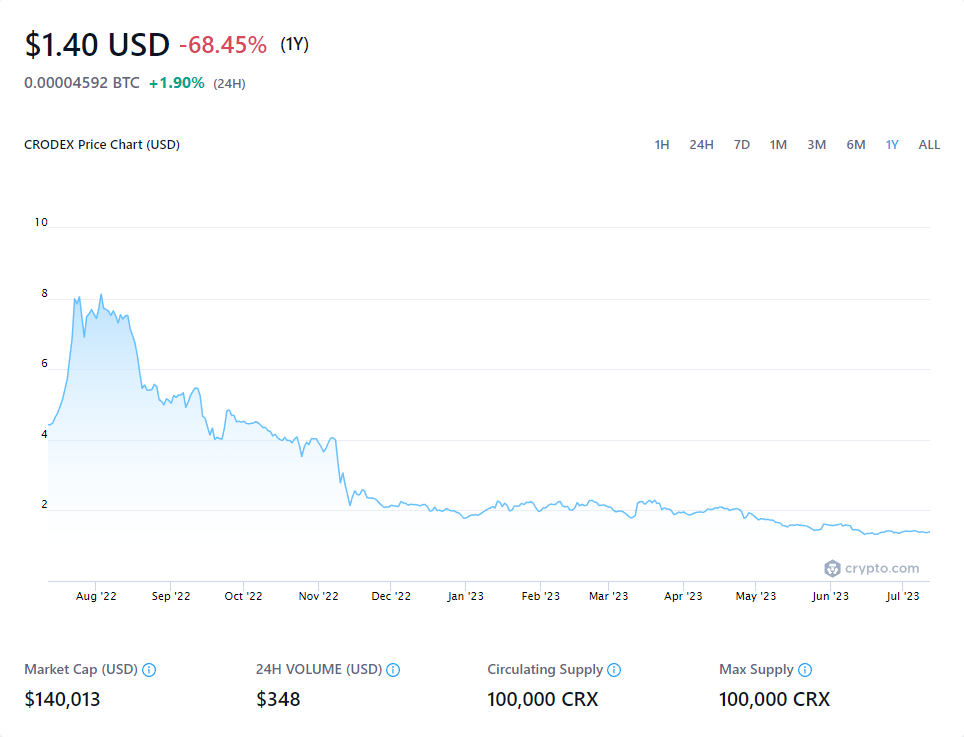 $1.40 USD -68.45% (1Y)
0.00004592 BTC +1.90% (24H)
CRODEX Price Chart (USD)
1H 24H 7D 1M 3M 6M 1Y ALL
10
8
6
4
2
crypto.com
Aug '22 Sep '22 Oct '22 Nov '22 Dec '22 Jan '23 Feb '23 Mar '23 Apr '23 May '23 Jun '23 Jul '23
Market Cap (USD) 24H VOLUME (USD) Circulating Supply Max Supply
$140,013 $348 100,000 CRX 100,000 CRX